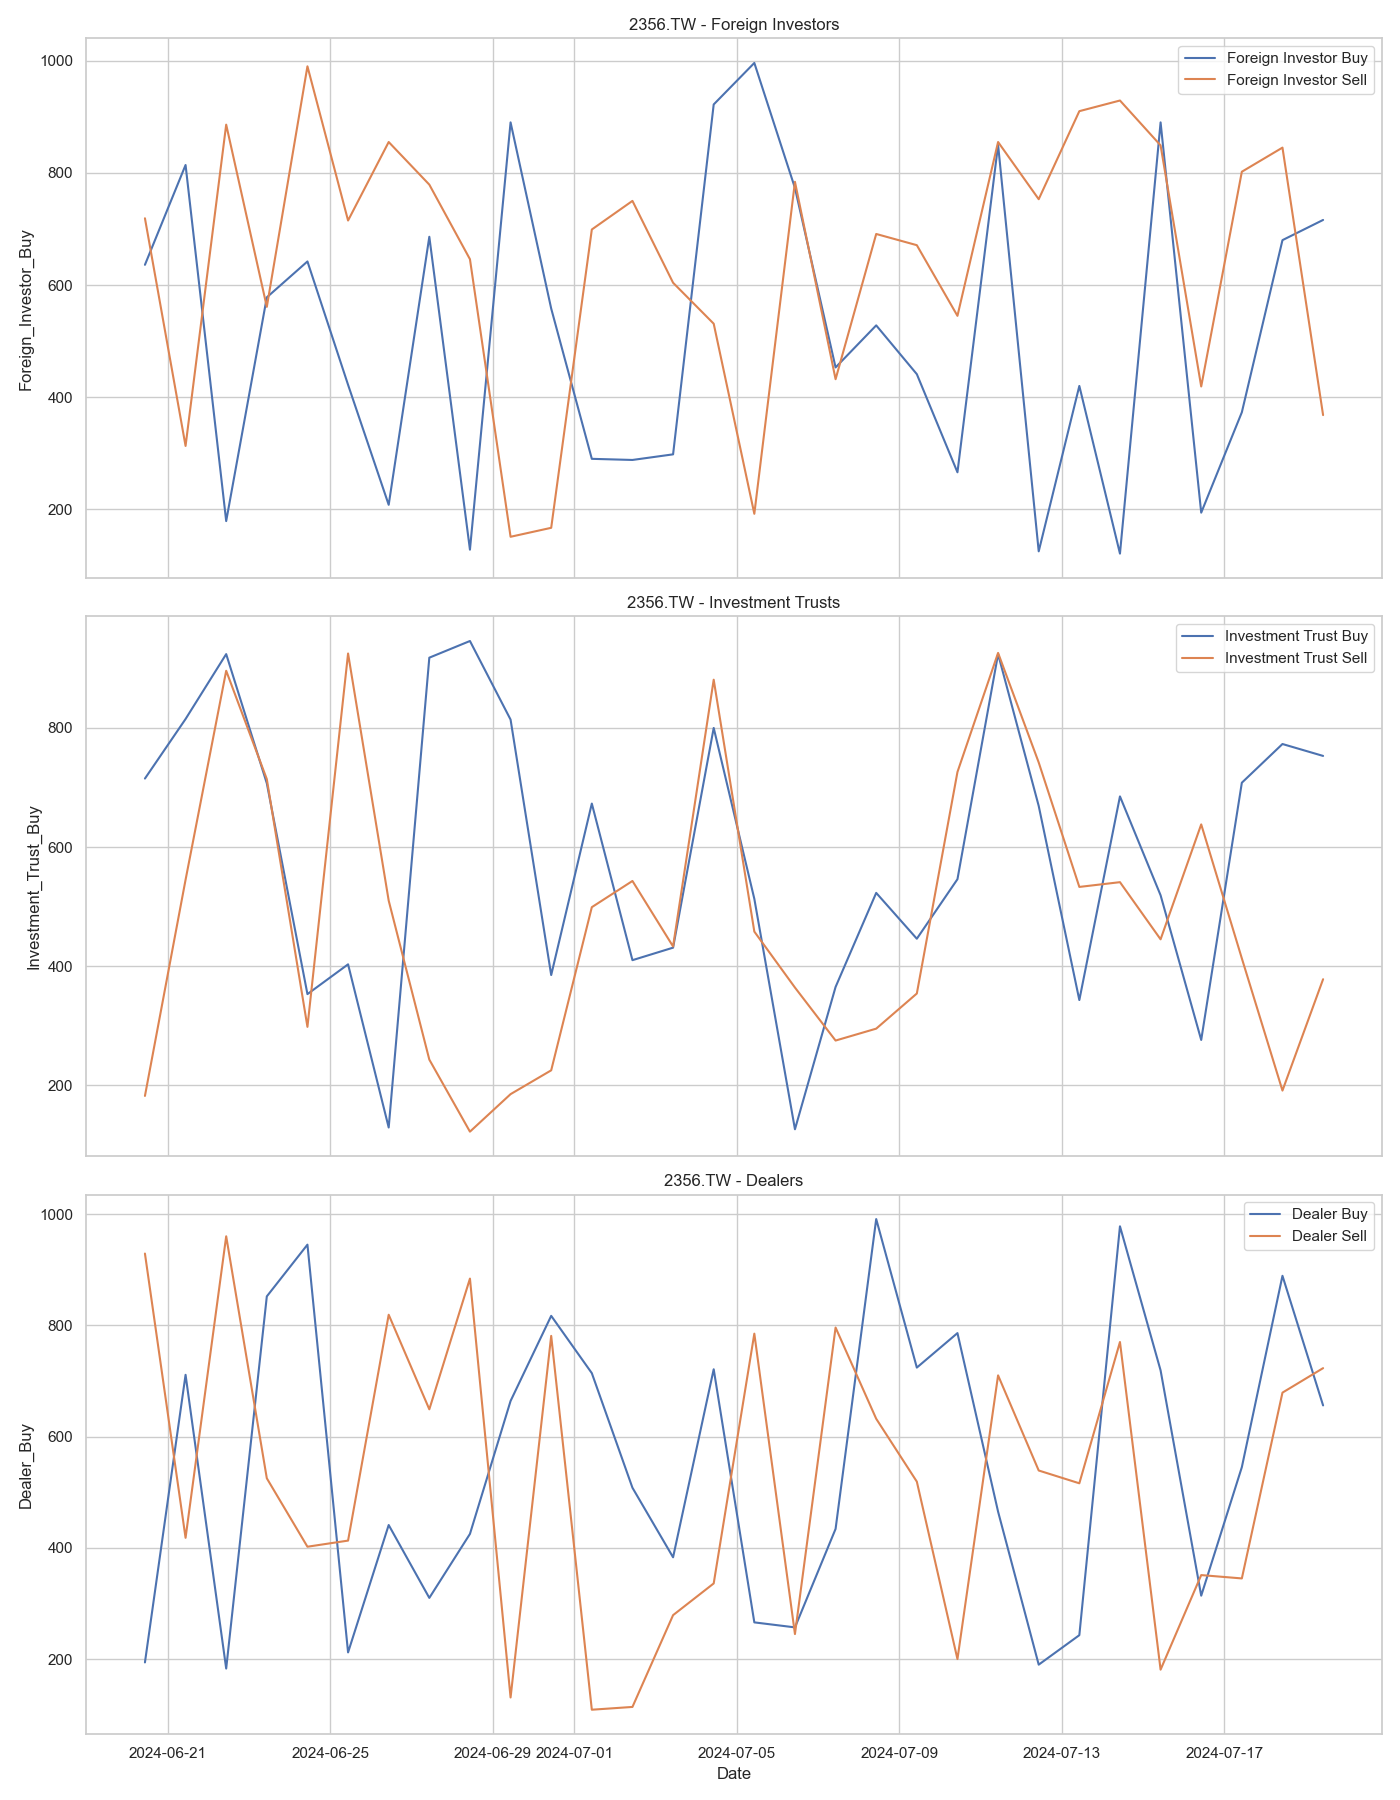 2356.TW - Foreign Investors
Foreign Investor Buy
Foreign Investor Sell
Foreign_Investor_Buy
1000
800
600
400
200
2356.TW - Investment Trusts
Investment Trust Buy
Investment Trust Sell
Investment_Trust_Buy
800
600
400
200
2356.TW - Dealers
Dealer Buy
Dealer Sell
Dealer_Buy
1000
800
600
400
200
2024-06-21 2024-06-25 2024-06-29 2024-07-01 2024-07-05 2024-07-09 2024-07-13 2024-07-17
Date